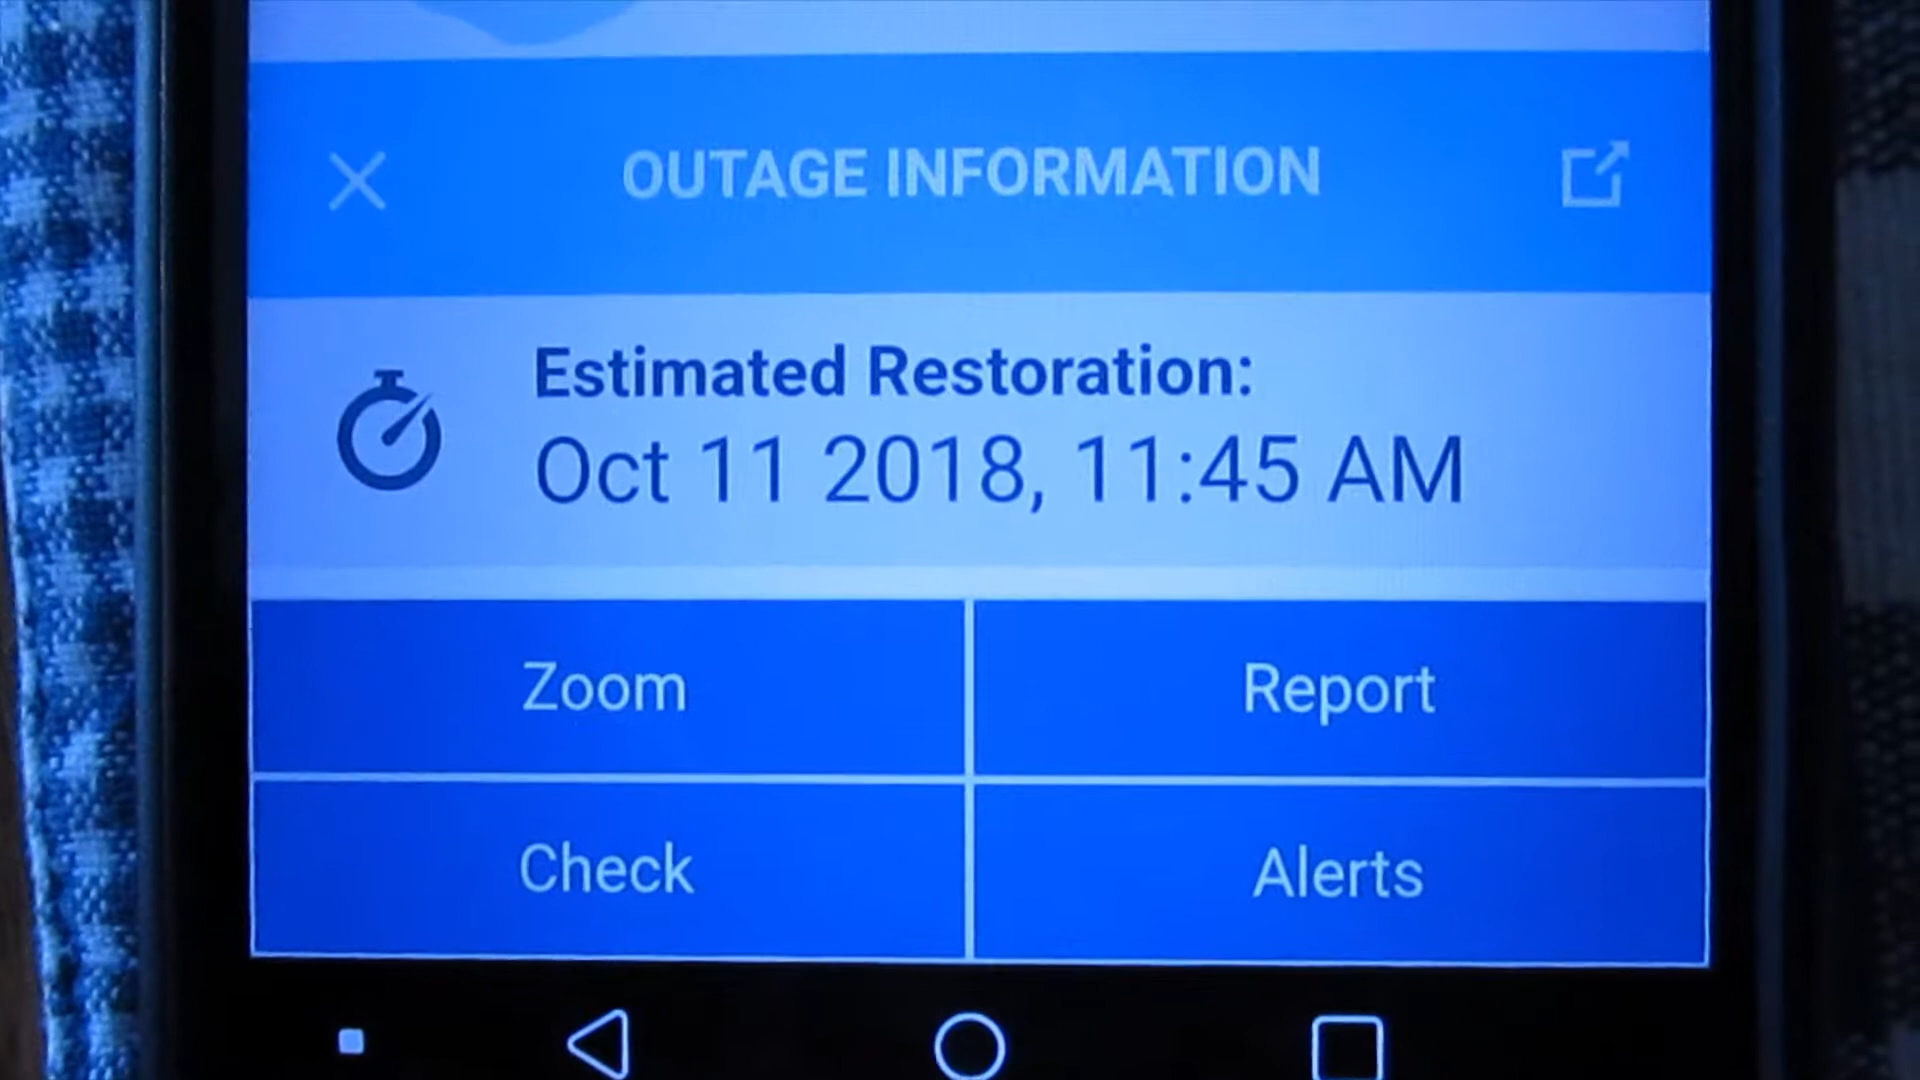 OUTAGE INFORMATION
Estimated Restoration:
Oct 11 2018, 11:45 AM
Zoom
Report
Check
Alerts